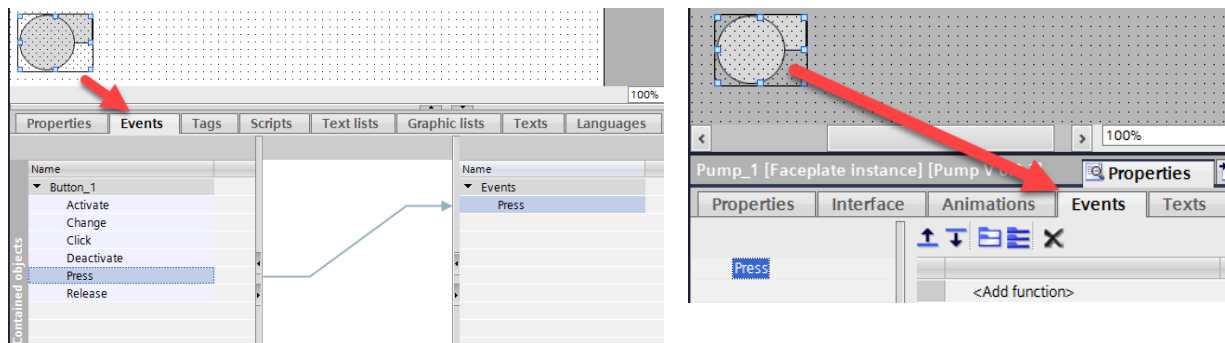 100%
Properties Events Tags Scripts Text lists Graphic lists Texts Languages
Name
Button_1
Activate
Change
Click
Deactivate
Press
Release
Contained objects
Name
Events
Press
100%
Pump_1 [Faceplate instance] [Pump V
Properties
Properties Interface Animations Events Texts
Press
<Add function>